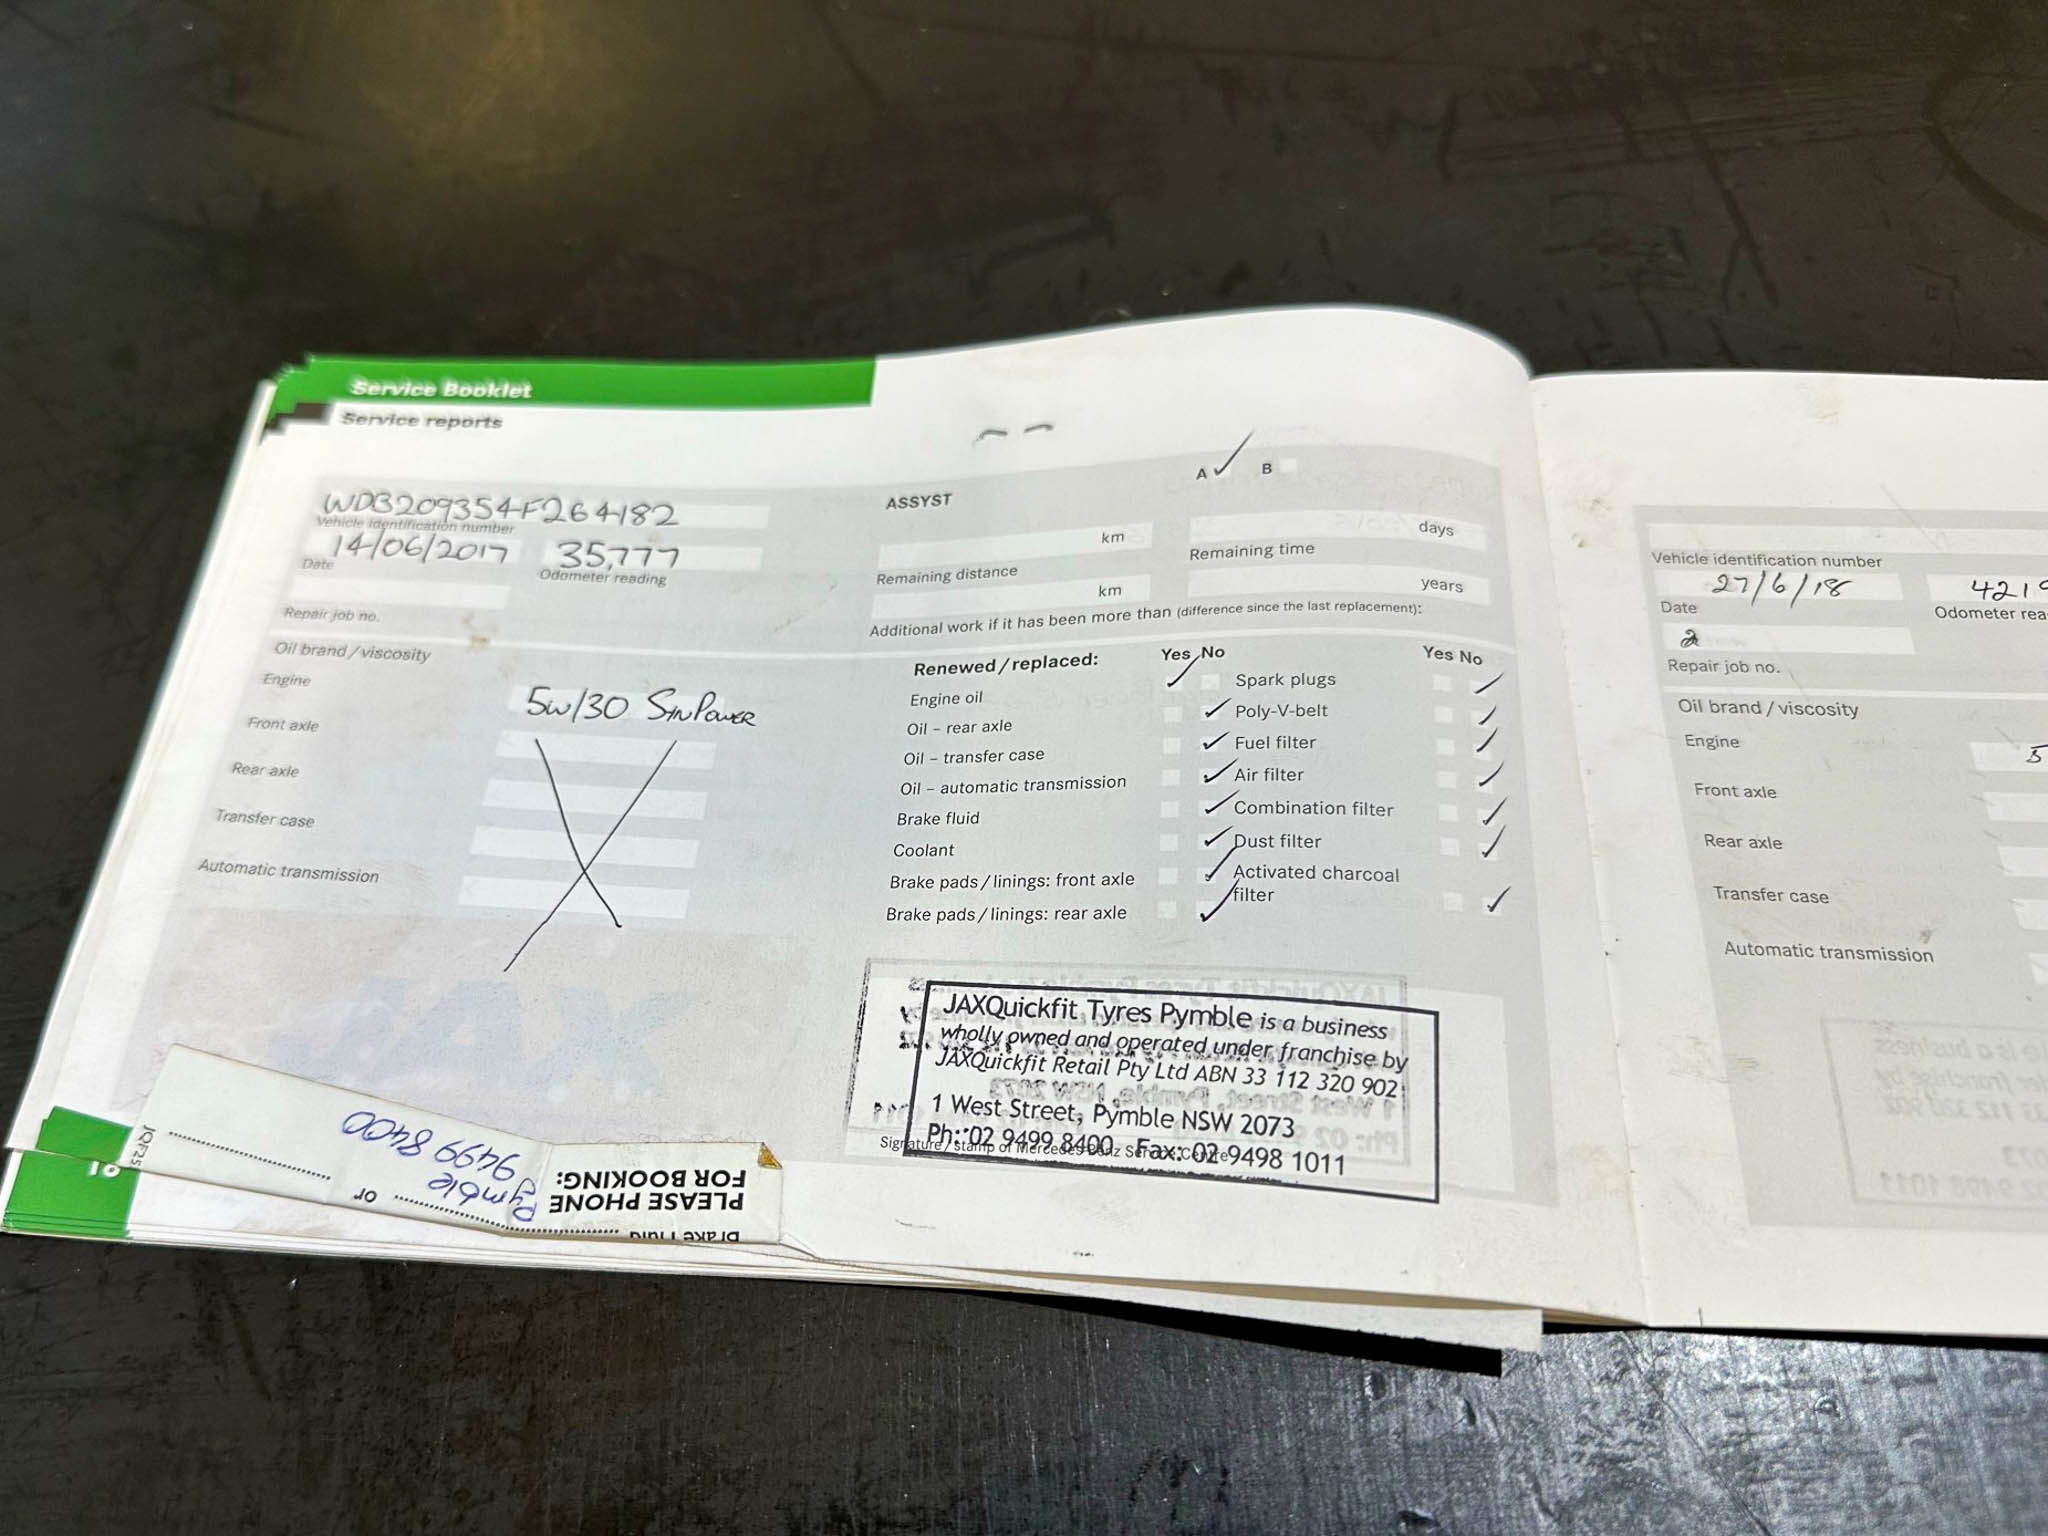 Service Booklet
Service reports
WDB209354F264182
Vehicle identification number
14/06/2017 35,777
Date Odometer reading
Repair job no.
Oil brand / viscosity
Engine 5W/30 SYNPOWER
Front axle
Rear axle
Transfer case
Automatic transmission
ASSYST A ✓ B
km days
Remaining distance Remaining time
km years
Additional work if it has been more than (difference since the last replacement):
Renewed / replaced: Yes No Yes No
Engine oil ✓ Spark plugs ✓
Oil – rear axle ✓ Poly-V-belt ✓
Oil – transfer case ✓ Fuel filter ✓
Oil – automatic transmission ✓ Air filter ✓
Brake fluid ✓ Combination filter ✓
Coolant ✓ Dust filter ✓
Brake pads / linings: front axle ✓ Activated charcoal
Brake pads / linings: rear axle ✓ filter ✓
JAXQuickfit Tyres Pymble is a business
wholly owned and operated under franchise by
JAXQuickfit Retail Pty Ltd ABN 33 112 320 902
1 West Street, Pymble NSW 2073
Ph: 02 9499 8400 Fax: 02 9498 1011
Signature / stamp of Mercedes-Benz Service Centre
PLEASE PHONE
FOR BOOKING:
Pymble
9499 8400
or
Brake Fluid
JQF25
Vehicle identification number
27/6/18 4219
Date Odometer rea
2
Repair job no.
Oil brand / viscosity
Engine 5
Front axle
Rear axle
Transfer case
Automatic transmission